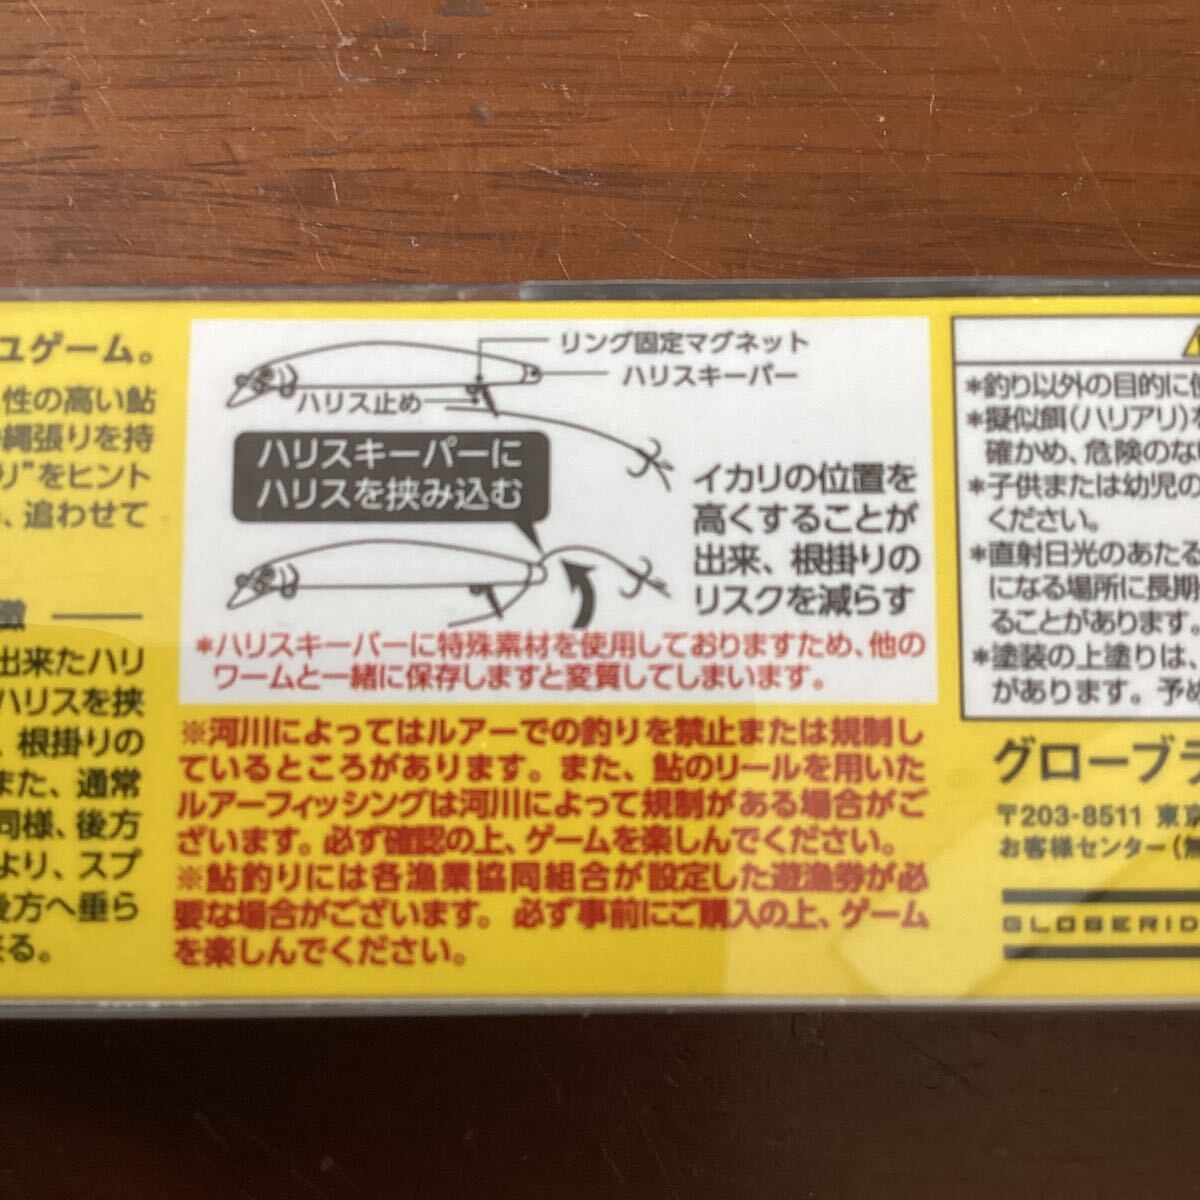 ユゲーム。
性の高い鮎
縄張りを持
り"をヒント
、追わせて
徴
出来たハリ
ハリスを挟
、根掛りの
また、通常
同様、後方
より、スプ
後方へ垂ら
来る。
リング固定マグネット
ハリスキーパー
ハリス止め
ハリスキーパーに
ハリスを挟み込む
イカリの位置を
高くすることが
出来、根掛りの
リスクを減らす
*ハリスキーパーに特殊素材を使用しておりますため、他の
ワームと一緒に保存しますと変質してしまいます。
※河川によってはルアーでの釣りを禁止または規制し
ているところがあります。また、鮎のリールを用いた
ルアーフィッシングは河川によって規制がある場合がご
ざいます。必ず確認の上、ゲームを楽しんでください。
※鮎釣りには各漁業協同組合が設定した遊漁券が必
要な場合がございます。必ず事前にご購入の上、ゲーム
を楽しんでください。
*釣り以外の目的に使
*擬似餌(ハリアリ)な
確かめ、危険のない
*子供または幼児の
ください。
*直射日光のあたる
になる場所に長期
ることがあります。
*塗装の上塗りは、
があります。予め
グローブラ
〒203-8511 東京
お客様センター(無
GLOBERID